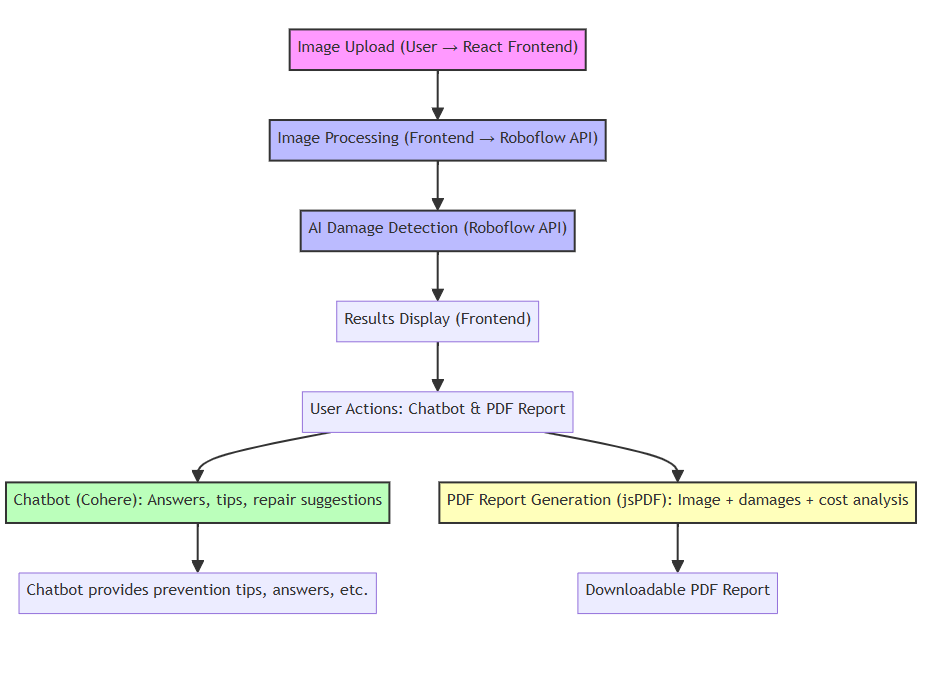 Image Upload (User → React Frontend)
Image Processing (Frontend → Roboflow API)
AI Damage Detection (Roboflow API)
Results Display (Frontend)
User Actions: Chatbot & PDF Report
Chatbot (Cohere): Answers, tips, repair suggestions
PDF Report Generation (jsPDF): Image + damages + cost analysis
Chatbot provides prevention tips, answers, etc.
Downloadable PDF Report